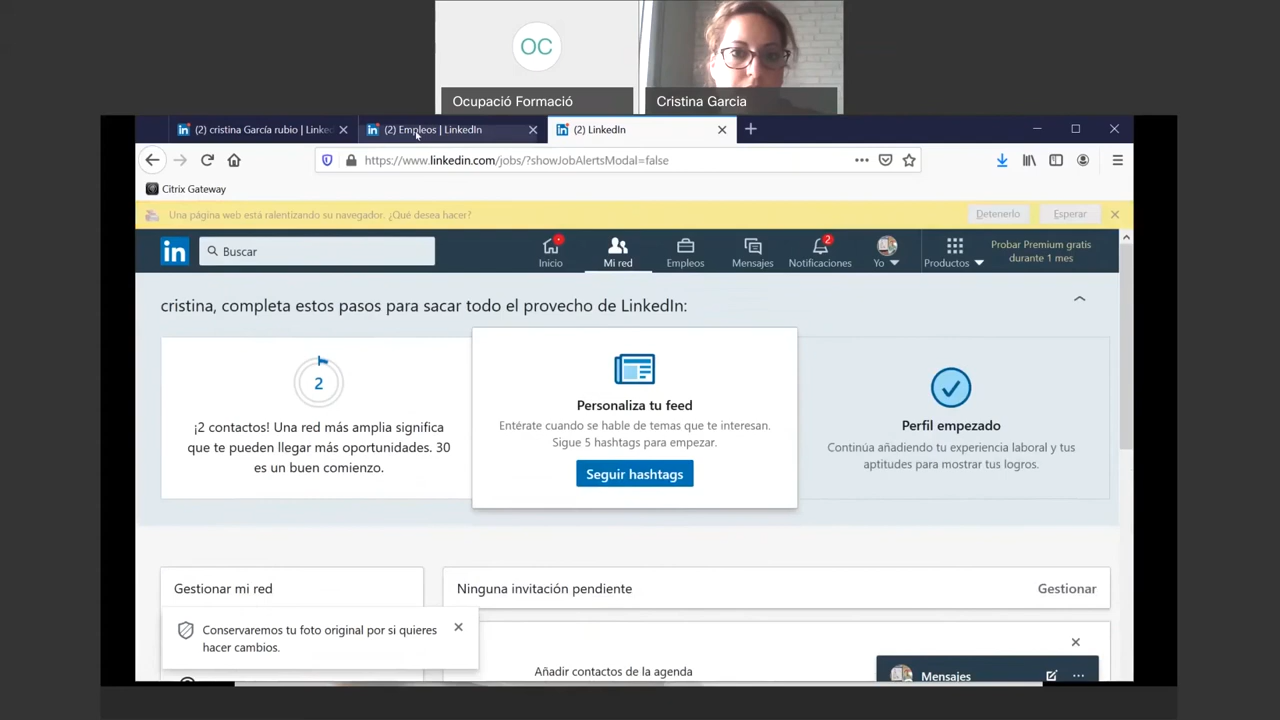 OC
Ocupació Formació
Cristina Garcia
(2) cristina García rubio | Linke
(2) Empleos | LinkedIn
(2) LinkedIn
https://www.linkedin.com/jobs/?showJobAlertsModal=false
Citrix Gateway
Una página web está ralentizando su navegador. ¿Qué desea hacer?
Detenerlo
Esperar
in
Buscar
Inicio
Mi red
Empleos
Mensajes
2
Notificaciones
Yo
Productos
Probar Premium gratis
durante 1 mes
cristina, completa estos pasos para sacar todo el provecho de LinkedIn:
2
¡2 contactos! Una red más amplia significa
que te pueden llegar más oportunidades. 30
es un buen comienzo.
Personaliza tu feed
Entérate cuando se hable de temas que te interesan.
Sigue 5 hashtags para empezar.
Seguir hashtags
Perfil empezado
Continúa añadiendo tu experiencia laboral y tus
aptitudes para mostrar tus logros.
Gestionar mi red
Ninguna invitación pendiente
Gestionar
Conservaremos tu foto original por si quieres
hacer cambios.
Añadir contactos de la agenda
Mensajes